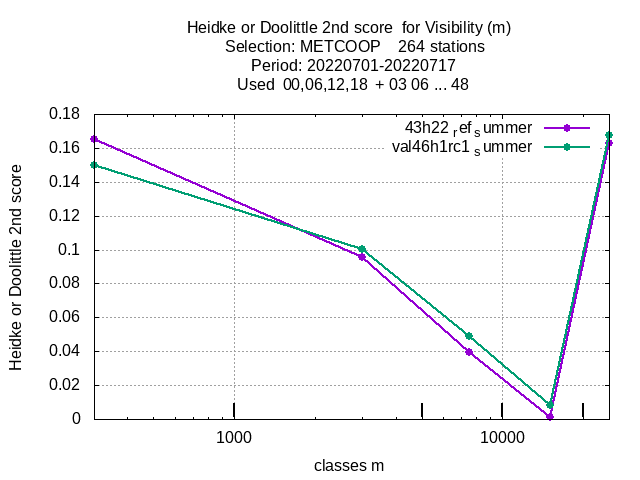 Heidke or Doolittle 2nd score  for Visibility (m)
Selection: METCOOP    264 stations
Period: 20220701-20220717
Used  00,06,12,18  + 03 06 ... 48
43h22 refsummer
val46h1rc1 summer
Heidke or Doolittle 2nd score
0.18
0.16
0.14
0.12
0.1
0.08
0.06
0.04
0.02
0
1000 10000
classes m